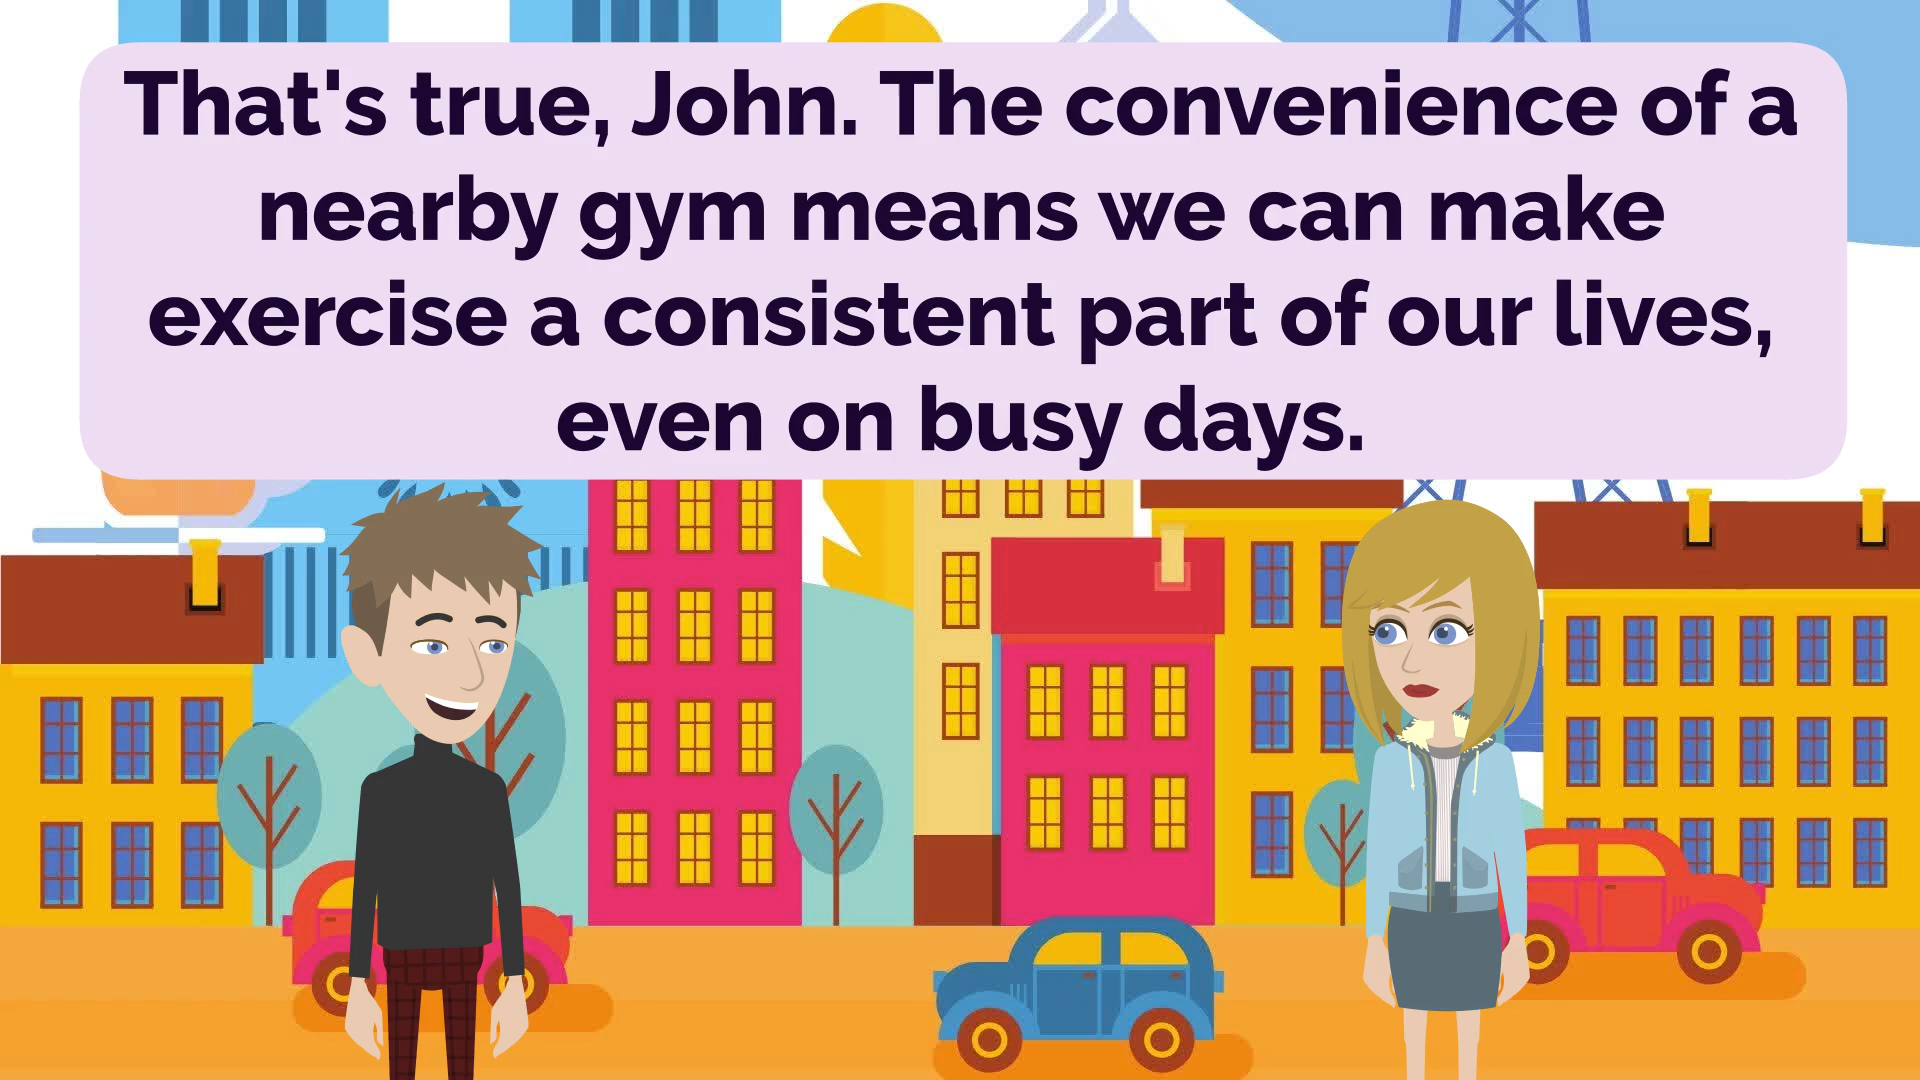 That's true, John. The convenience of a
nearby gym means we can make
exercise a consistent part of our lives,
even on busy days.